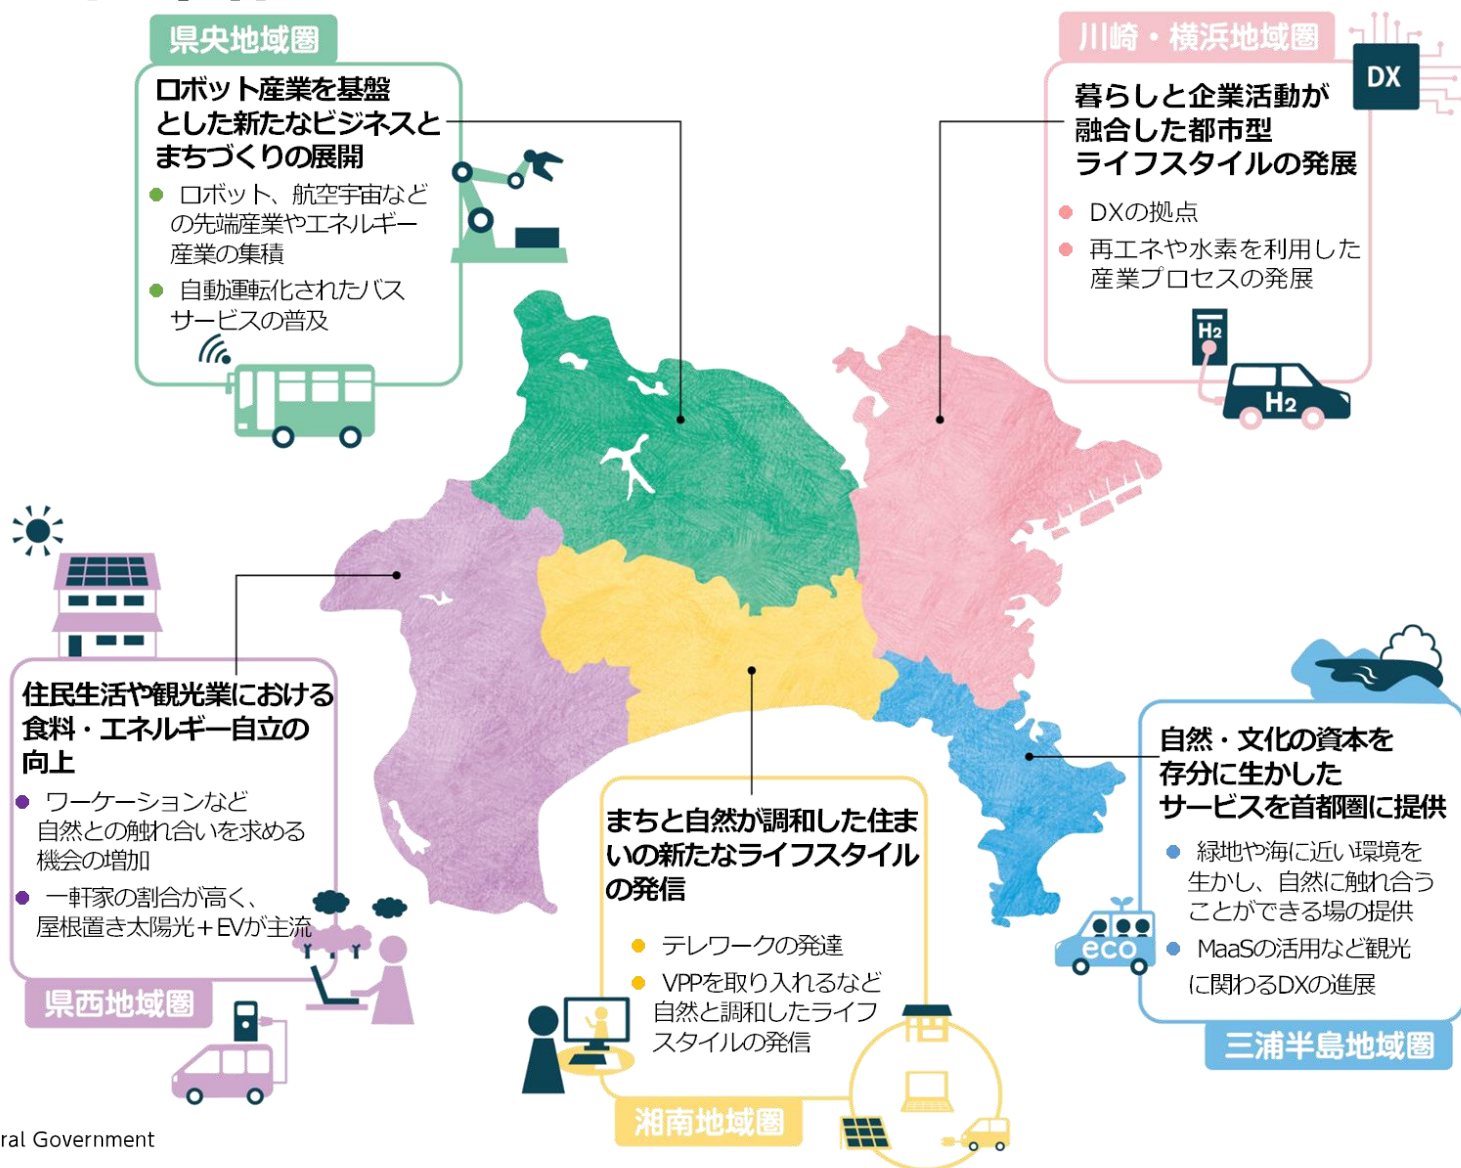 県央地域圏
ロボット産業を基盤
とした新たなビジネスと
まちづくりの展開
● ロボット、航空宇宙など
の先端産業やエネルギー
産業の集積
● 自動運転化されたバス
サービスの普及
川崎・横浜地域圏
DX
暮らしと企業活動が
融合した都市型
ライフスタイルの発展
● DXの拠点
● 再エネや水素を利用した
産業プロセスの発展
H2
H2
住民生活や観光業における
食料・エネルギー自立の
向上
● ワーケーションなど
自然との触れ合いを求める
機会の増加
● 一軒家の割合が高く、
屋根置き太陽光+EVが主流
県西地域圏
まちと自然が調和した住ま
いの新たなライフスタイル
の発信
● テレワークの発達
● VPPを取り入れるなど
自然と調和したライフ
スタイルの発信
湘南地域圏
自然・文化の資本を
存分に生かした
サービスを首都圏に提供
● 緑地や海に近い環境を
生かし、自然に触れ合う
ことができる場の提供
● MaaSの活用など観光
に関わるDXの進展
eco
三浦半島地域圏
ral Government